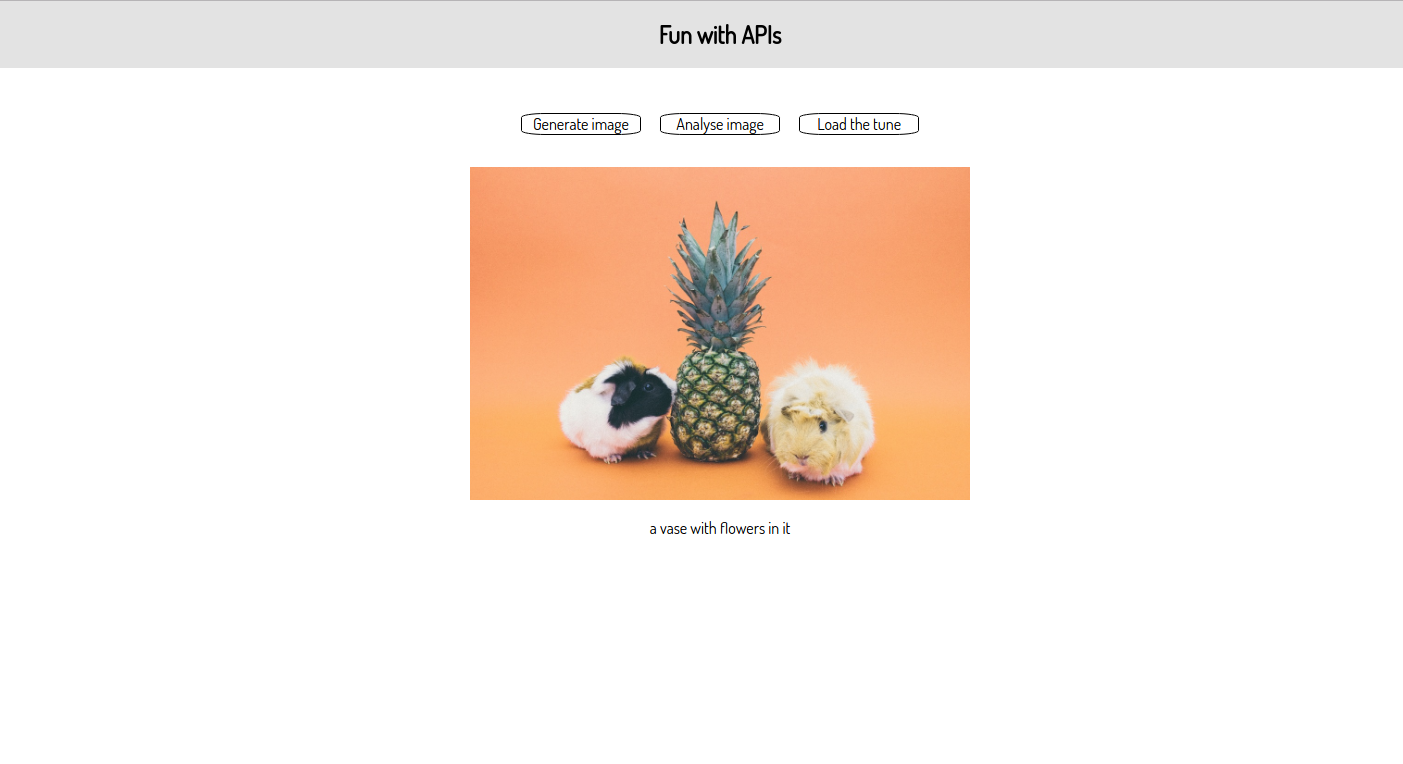 Fun with APIs
Generate image
Analyse image
Load the tune
a vase with flowers in it